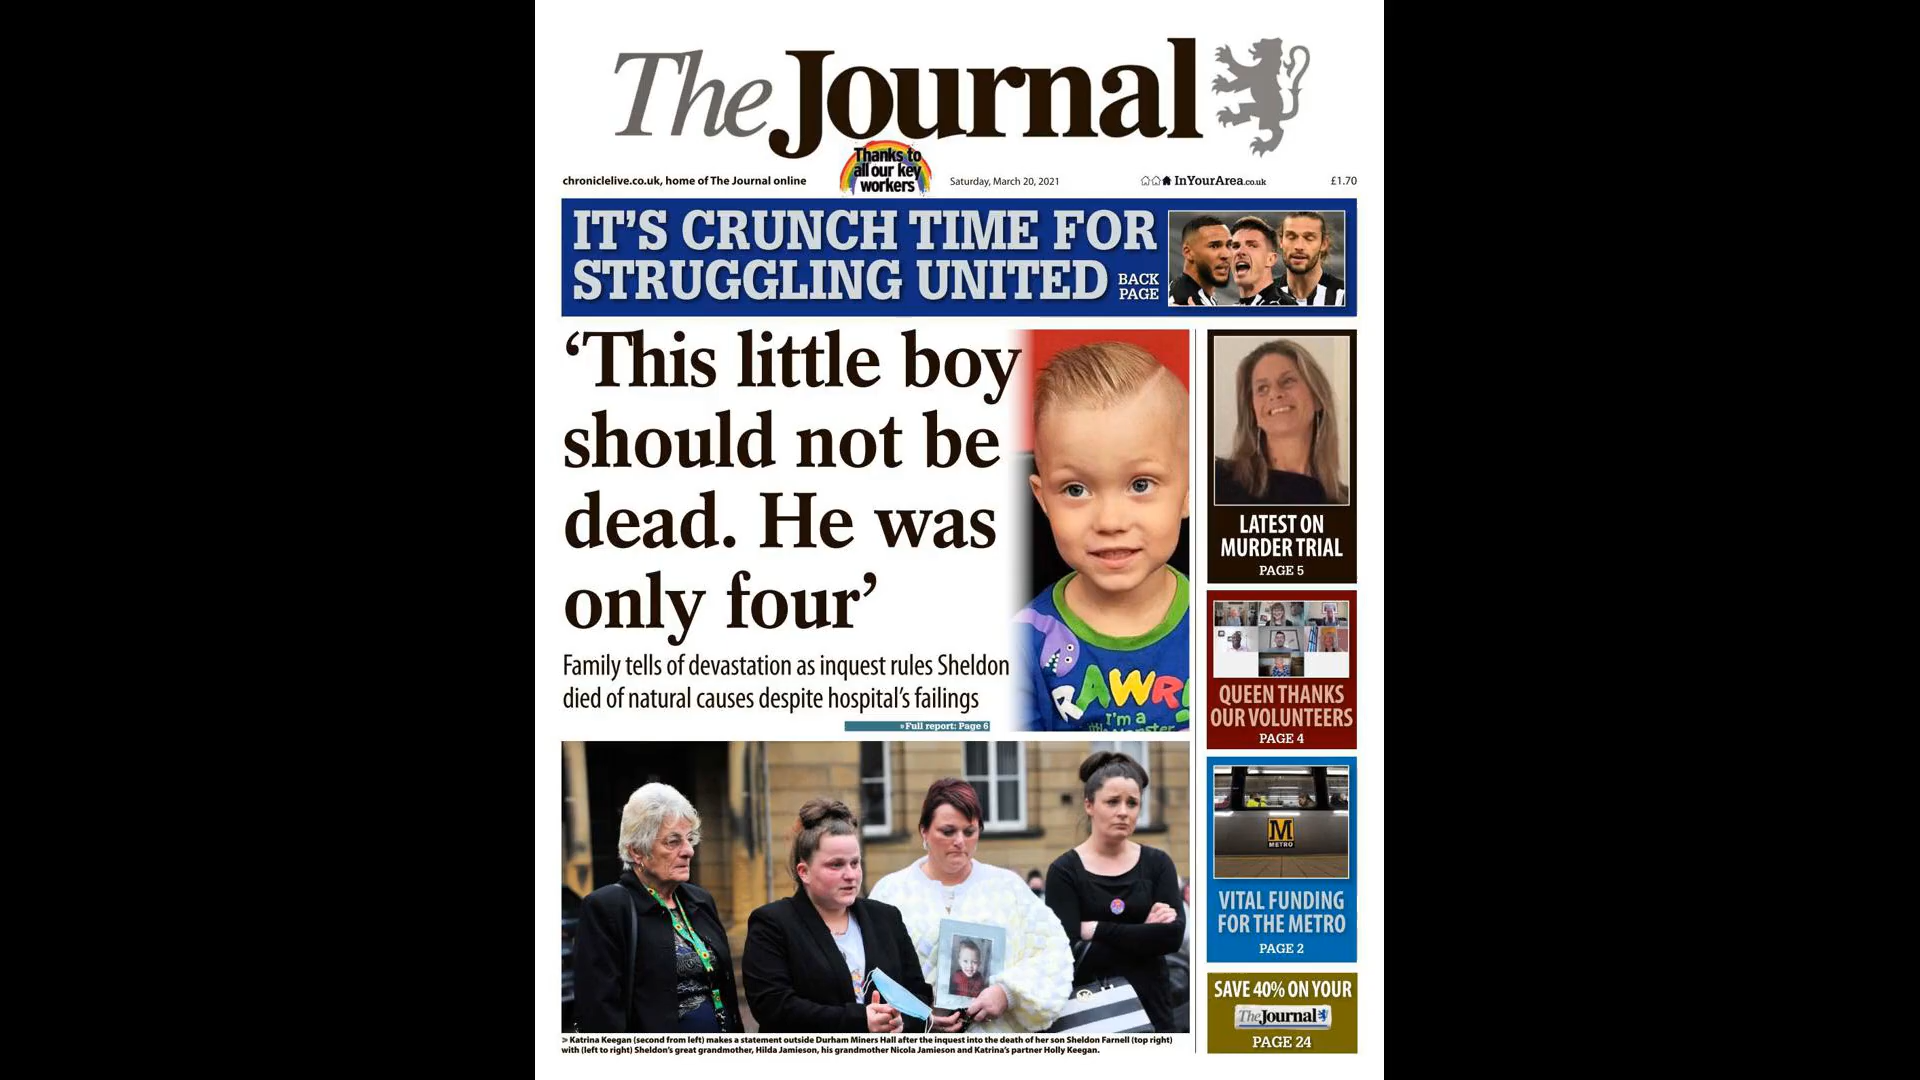 The Journal
Thanks to
all our key
workers
chroniclelive.co.uk, home of The Journal online
Saturday, March 20, 2021
InYourArea.co.uk
£1.70
IT'S CRUNCH TIME FOR
STRUGGLING UNITED
BACK
PAGE
‘This little boy
should not be
dead. He was
only four’
Family tells of devastation as inquest rules Sheldon
died of natural causes despite hospital's failings
» Full report: Page 6
RAWR!
I'm a
little Monster
LATEST ON
MURDER TRIAL
PAGE 5
QUEEN THANKS
OUR VOLUNTEERS
PAGE 4
M
METRO
VITAL FUNDING
FOR THE METRO
PAGE 2
SAVE 40% ON YOUR
The Journal
PAGE 24
> Katrina Keegan (second from left) makes a statement outside Durham Miners Hall after the inquest into the death of her son Sheldon Farnell (top right)
with (left to right) Sheldon's great grandmother, Hilda Jamieson, his grandmother Nicola Jamieson and Katrina's partner Holly Keegan.